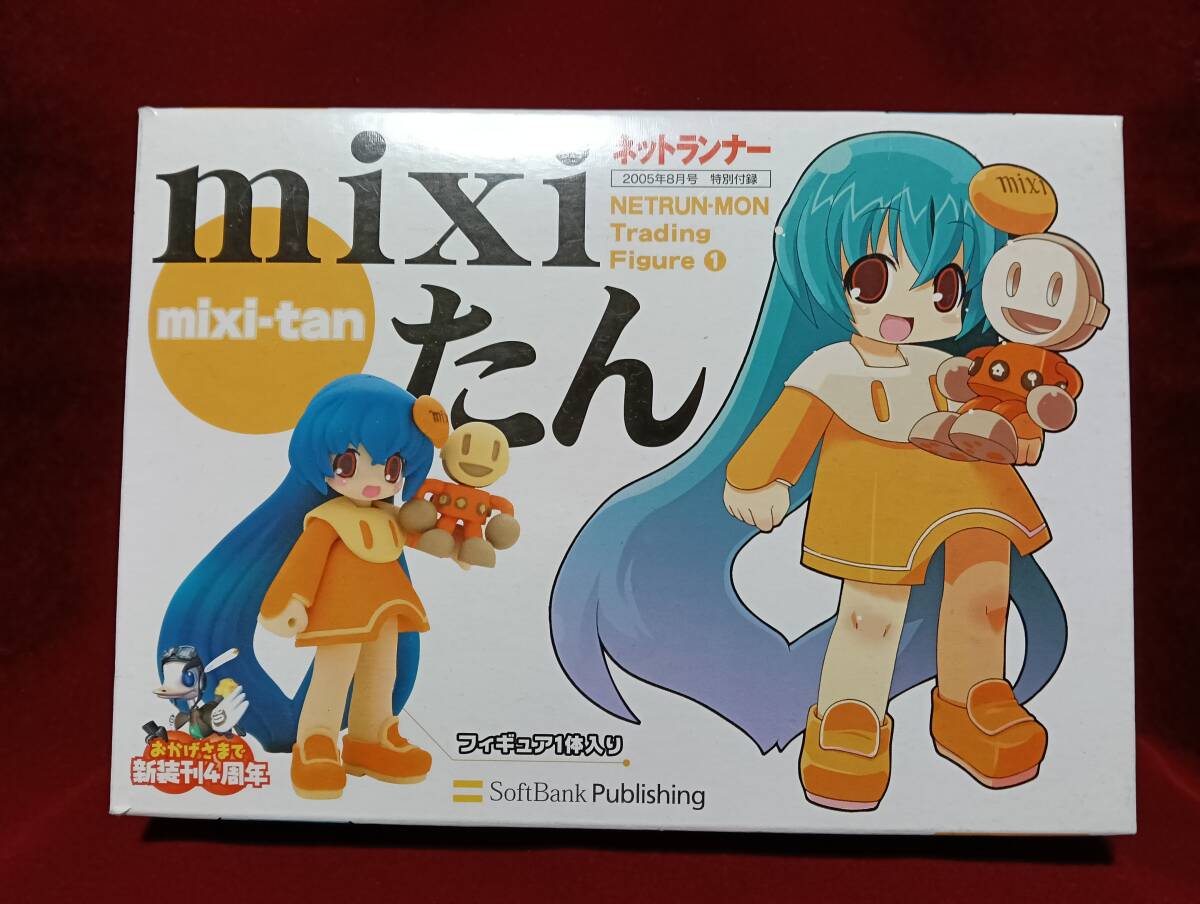 mixi
たん
mixi-tan
ネットランナー
2005年8月号 特別付録
NETRUN-MON
Trading
Figure 1
mixi
mixi
おかげさまで
新装刊4周年
フィギュア1体入り
SoftBank Publishing